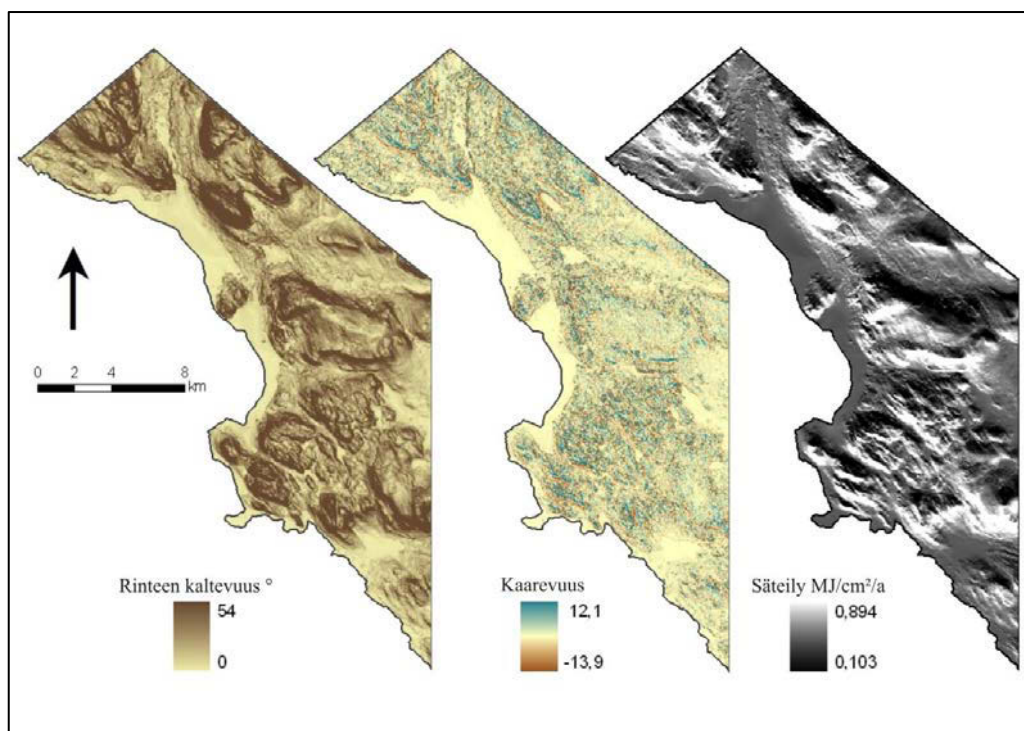 0 2 4 8
km
Rinteen kaltevuus °
54
0
Kaarevuus
12,1
-13,9
Säteily MJ/cm²/a
0,894
0,103